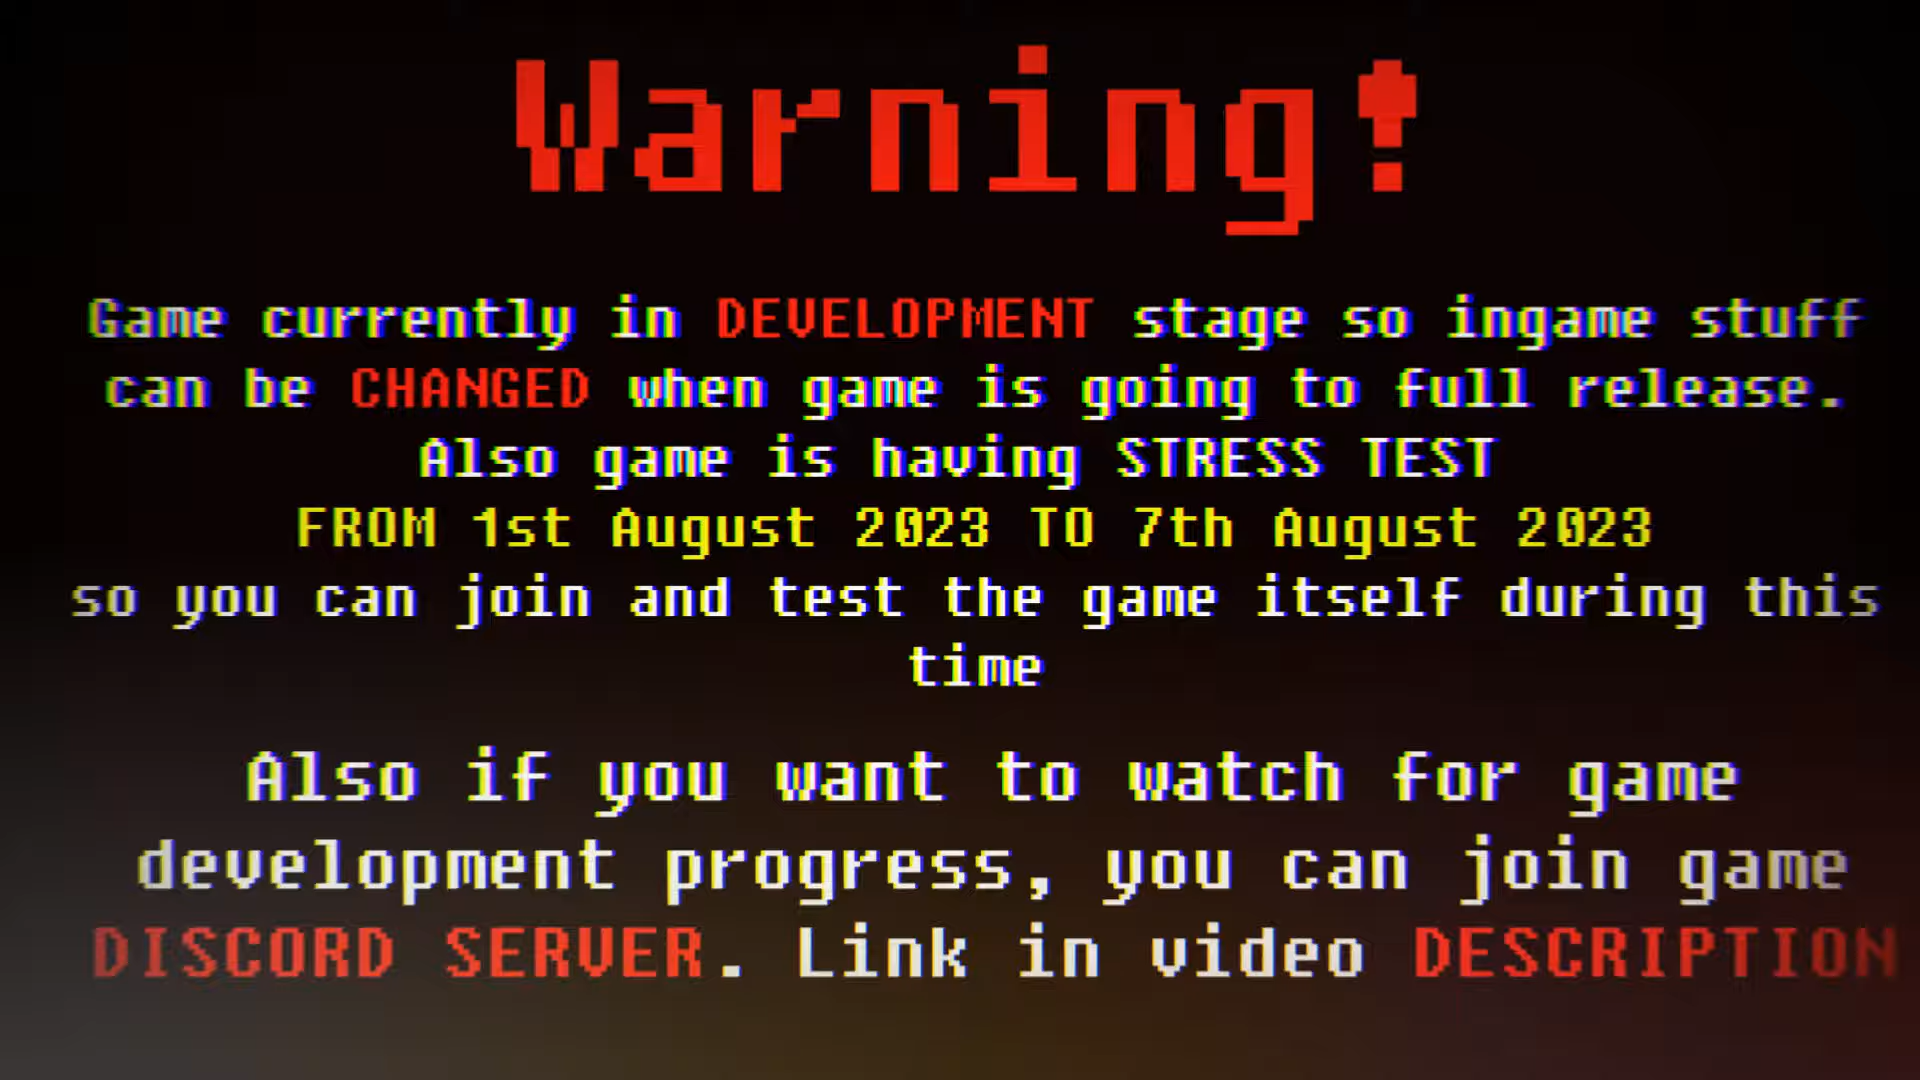 Warning!
Game currently in DEVELOPMENT stage so ingame stuff
can be CHANGED when game is going to full release.
Also game is having STRESS TEST
FROM 1st August 2023 TO 7th August 2023
so you can join and test the game itself during this
time
Also if you want to watch for game
development progress, you can join game
DISCORD SERVER. Link in video DESCRIPTION